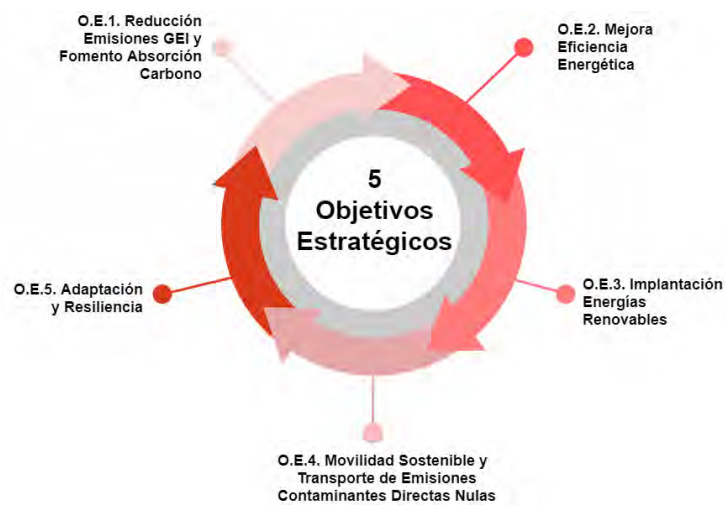 O.E.1. Reducción
Emisiones GEI y
Fomento Absorción
Carbono
O.E.2. Mejora
Eficiencia
Energética
5
Objetivos
Estratégicos
O.E.5. Adaptación
y Resiliencia
O.E.3. Implantación
Energías
Renovables
O.E.4. Movilidad Sostenible y
Transporte de Emisiones
Contaminantes Directas Nulas